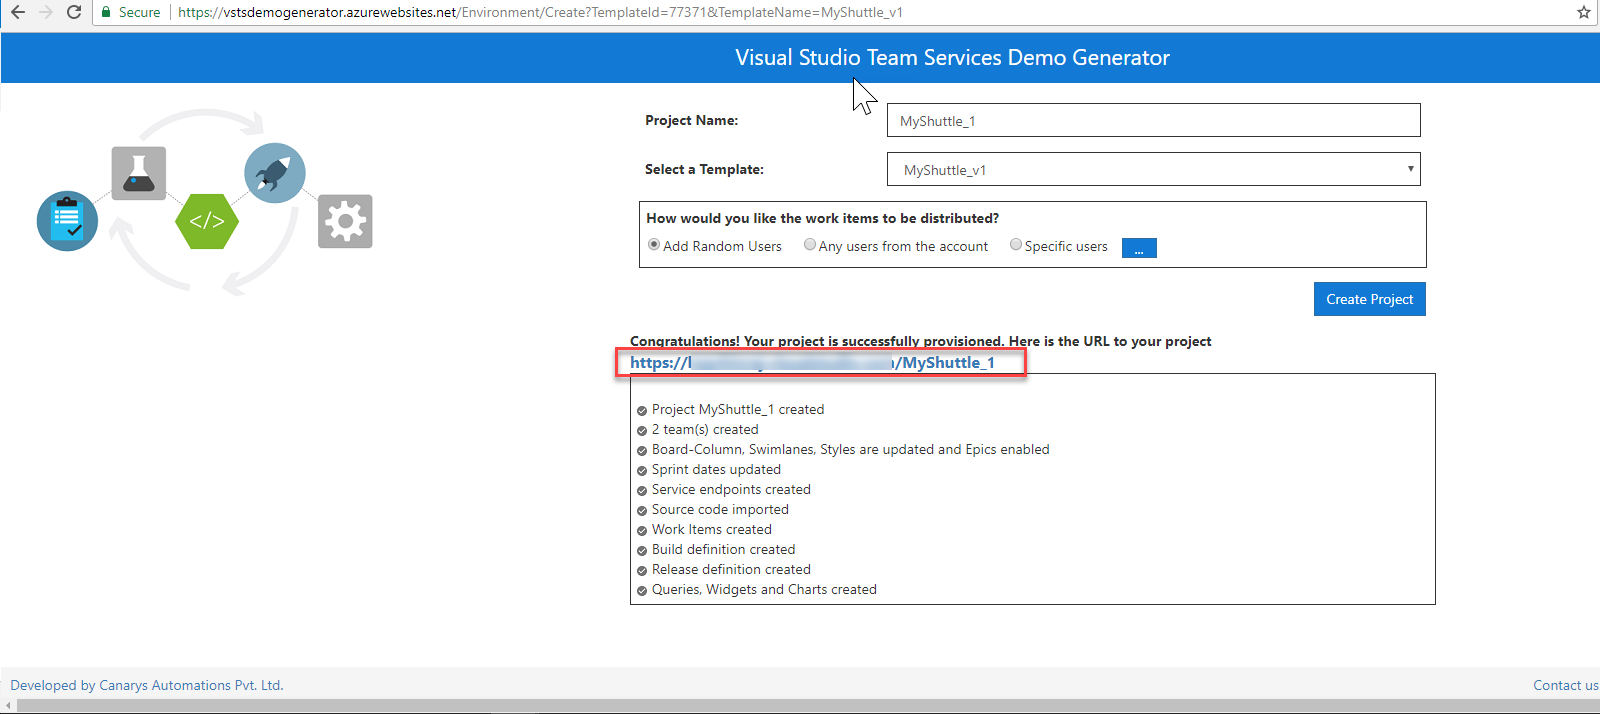 Secure https://vstsdemogenerator.azurewebsites.net/Environment/Create?TemplateId=77371&TemplateName=MyShuttle_v1
Visual Studio Team Services Demo Generator
Project Name: MyShuttle_1
Select a Template: MyShuttle_v1
</>
How would you like the work items to be distributed?
Add Random Users Any users from the account Specific users ...
Create Project
Congratulations! Your project is successfully provisioned. Here is the URL to your project
https:// /MyShuttle_1
Project MyShuttle_1 created
2 team(s) created
Board-Column, Swimlanes, Styles are updated and Epics enabled
Sprint dates updated
Service endpoints created
Source code imported
Work Items created
Build definition created
Release definition created
Queries, Widgets and Charts created
Developed by Canarys Automations Pvt. Ltd. Contact us